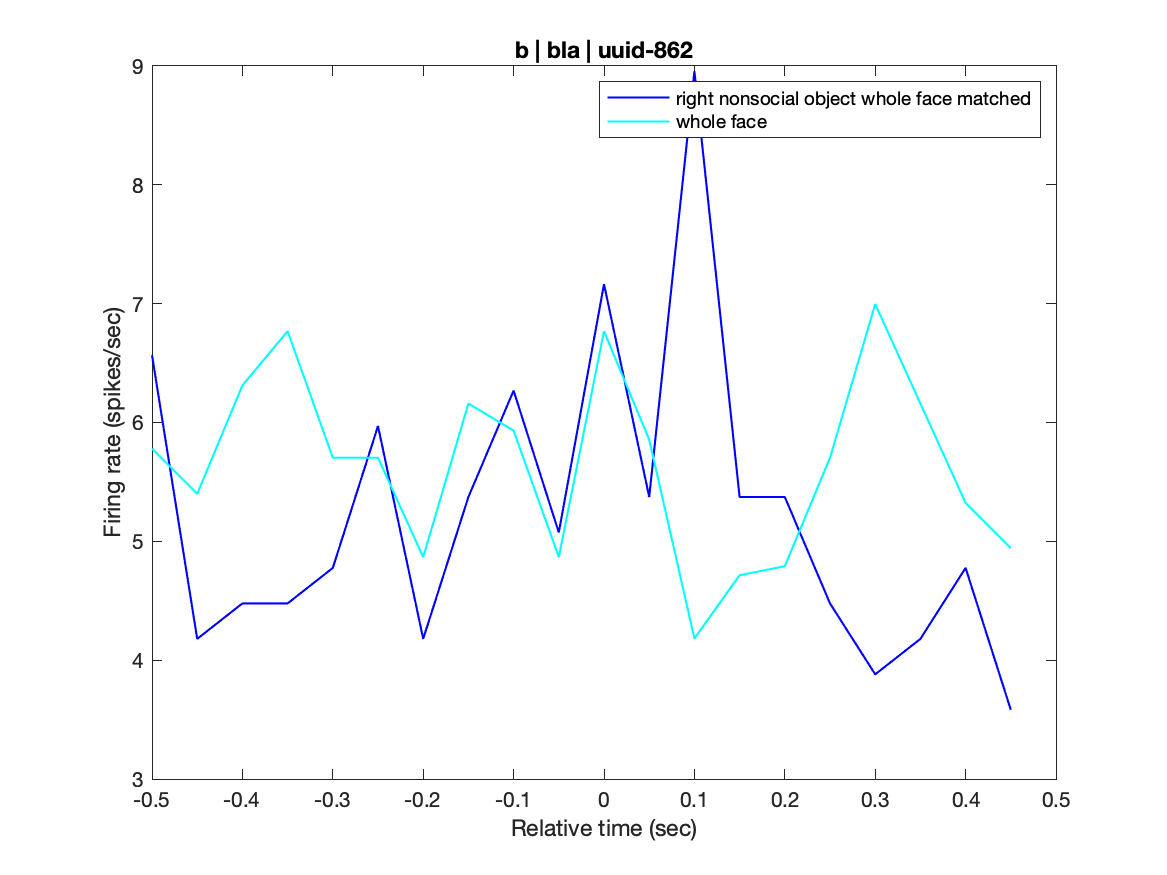 b | bla | uuid-862
right nonsocial object whole face matched
whole face
9
8
7
6
5
4
3
Firing rate (spikes/sec)
-0.5 -0.4 -0.3 -0.2 -0.1 0 0.1 0.2 0.3 0.4 0.5
Relative time (sec)